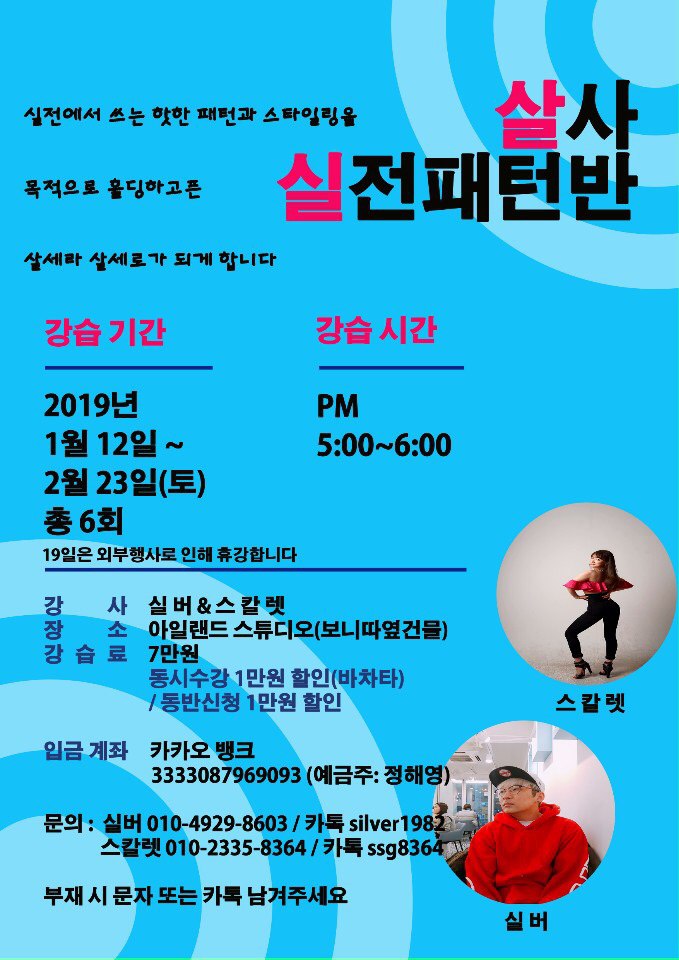 실전에서 쓰는 핫한 패턴과 스타일링을
목적으로 홀딩하고픈
살세라 살세로가 되게 합니다
살사
실전패턴반
강습 기간
2019년
1월 12일 ~
2월 23일(토)
총 6회
19일은 외부행사로 인해 휴강합니다
강습 시간
PM
5:00~6:00
강 사 실 버 & 스 칼 렛
장 소 아일랜드 스튜디오(보니따옆건물)
강 습 료 7만원
동시수강 1만원 할인(바차타)
/ 동반신청 1만원 할인
입금 계좌 카카오 뱅크
3333087969093 (예금주: 정해영)
문의 : 실버 010-4929-8603 / 카톡 silver1982
스칼렛 010-2335-8364 / 카톡 ssg8364
부재 시 문자 또는 카톡 남겨주세요
스 칼 렛
실 버